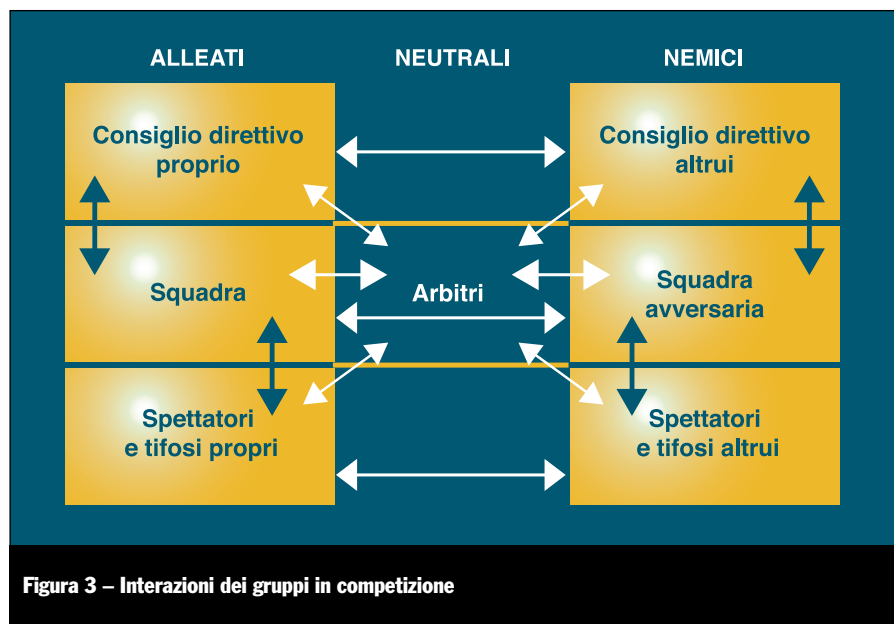 ALLEATI
NEUTRALI
NEMICI
Consiglio direttivo
proprio
Consiglio direttivo
altrui
Squadra
Arbitri
Squadra
avversaria
Spettatori
e tifosi propri
Spettatori
e tifosi altrui
Figura 3 – Interazioni dei gruppi in competizione